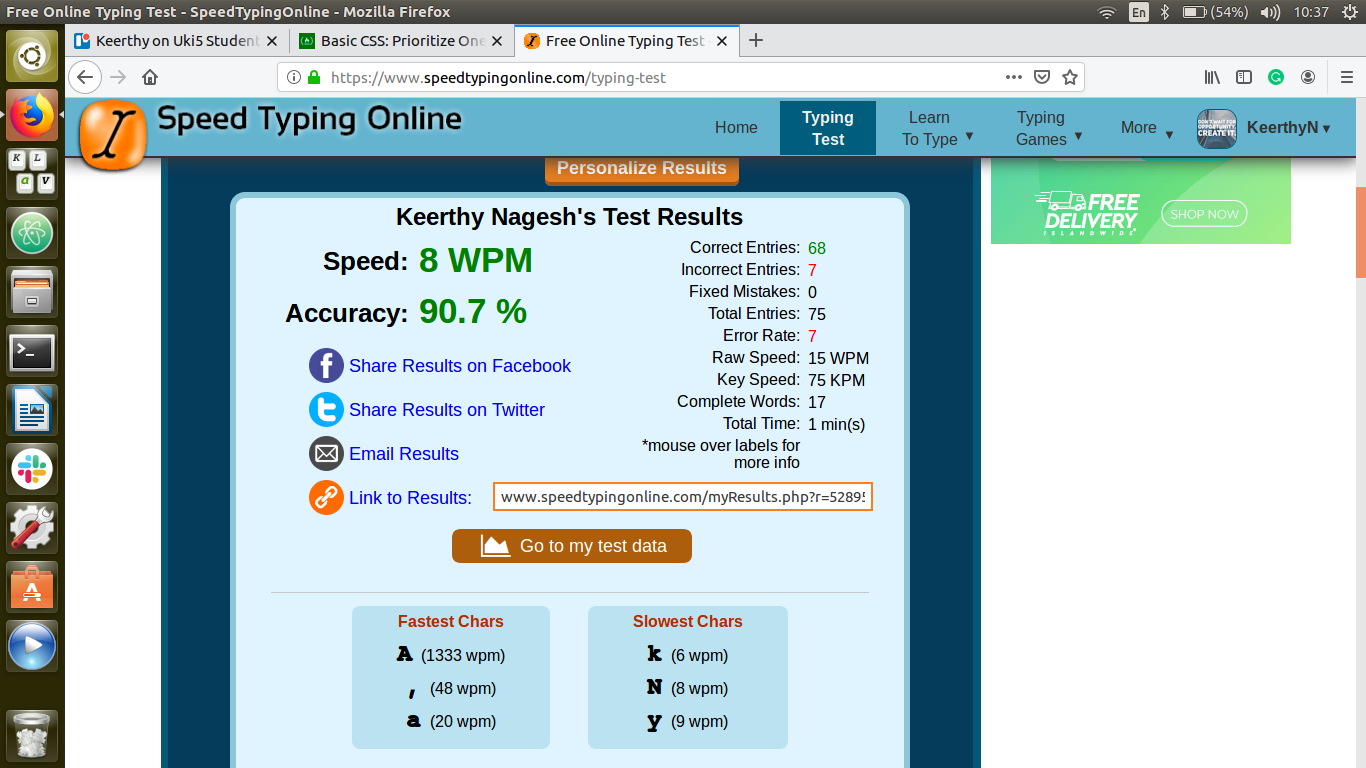 Free Online Typing Test - SpeedTypingOnline - Mozilla Firefox
En (54%) 10:37
Keerthy on Uki5 Student
Basic CSS: Prioritize One
Free Online Typing Test
https://www.speedtypingonline.com/typing-test
Speed Typing Online
Home
Typing Test
Learn To Type
Typing Games
More
KeerthyN
Personalize Results
FREE
DELIVERY
ISLANDWIDE
SHOP NOW
Keerthy Nagesh's Test Results
Speed: 8 WPM
Accuracy: 90.7 %
Share Results on Facebook
Share Results on Twitter
Email Results
Link to Results: www.speedtypingonline.com/myResults.php?r=5289
Correct Entries: 68
Incorrect Entries: 7
Fixed Mistakes: 0
Total Entries: 75
Error Rate: 7
Raw Speed: 15 WPM
Key Speed: 75 KPM
Complete Words: 17
Total Time: 1 min(s)
*mouse over labels for
more info
Go to my test data
Fastest Chars
A (1333 wpm)
, (48 wpm)
a (20 wpm)
Slowest Chars
k (6 wpm)
N (8 wpm)
y (9 wpm)